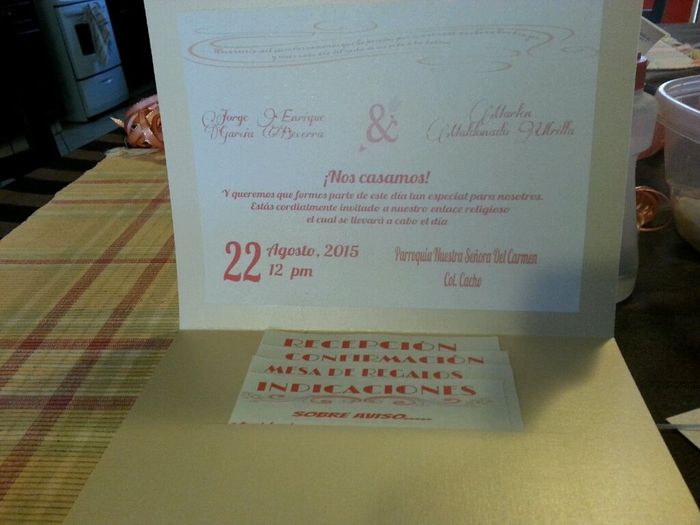 Jorge Enrique
García Becerra
&
Marlen
Maldonado
¡Nos casamos!
Y queremos que formes parte de este día tan especial para nosotros.
Estás cordialmente invitado a nuestro enlace religioso
el cual se llevará a cabo el día
22 Agosto, 2015
12 pm
Parroquia Nuestra Señora Del Carmen
Col. Cacho
RECEPCIÓN
CONFIRMACIÓN
MESA DE REGALOS
INDICACIONES
SOBRE AVISO.....